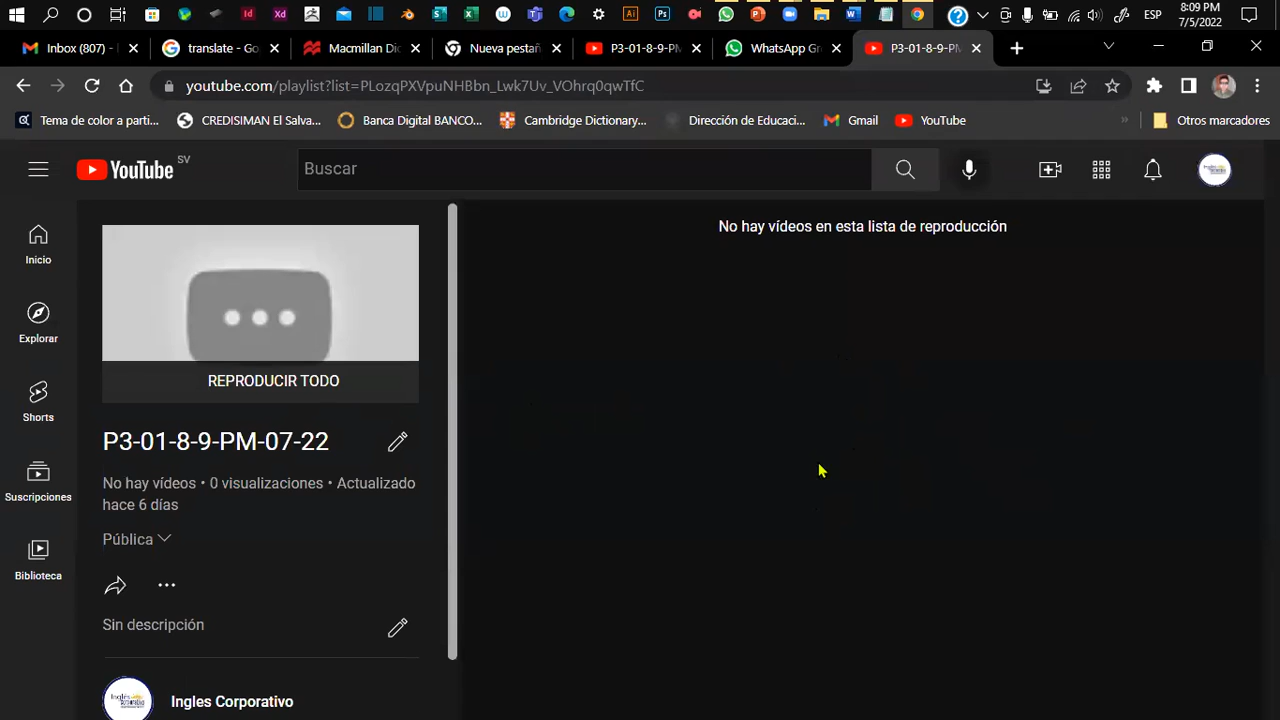 8:09 PM
ESP
7/5/2022
Inbox (807) -
translate - Go
Macmillan Dic
Nueva pestañ
P3-01-8-9-PM
WhatsApp Gr
P3-01-8-9-PM
youtube.com/playlist?list=PLozqPXVpuNHBbn_Lwk7Uv_VOhrq0qwTfC
Tema de color a parti...
CREDISIMAN El Salva...
Banca Digital BANCO...
Cambridge Dictionary...
Dirección de Educaci...
Gmail
YouTube
»
Otros marcadores
YouTube SV
Buscar
Inicio
Explorar
Shorts
Suscripciones
Biblioteca
REPRODUCIR TODO
P3-01-8-9-PM-07-22
No hay vídeos • 0 visualizaciones • Actualizado
hace 6 días
Pública
Sin descripción
Ingles Corporativo
No hay vídeos en esta lista de reproducción